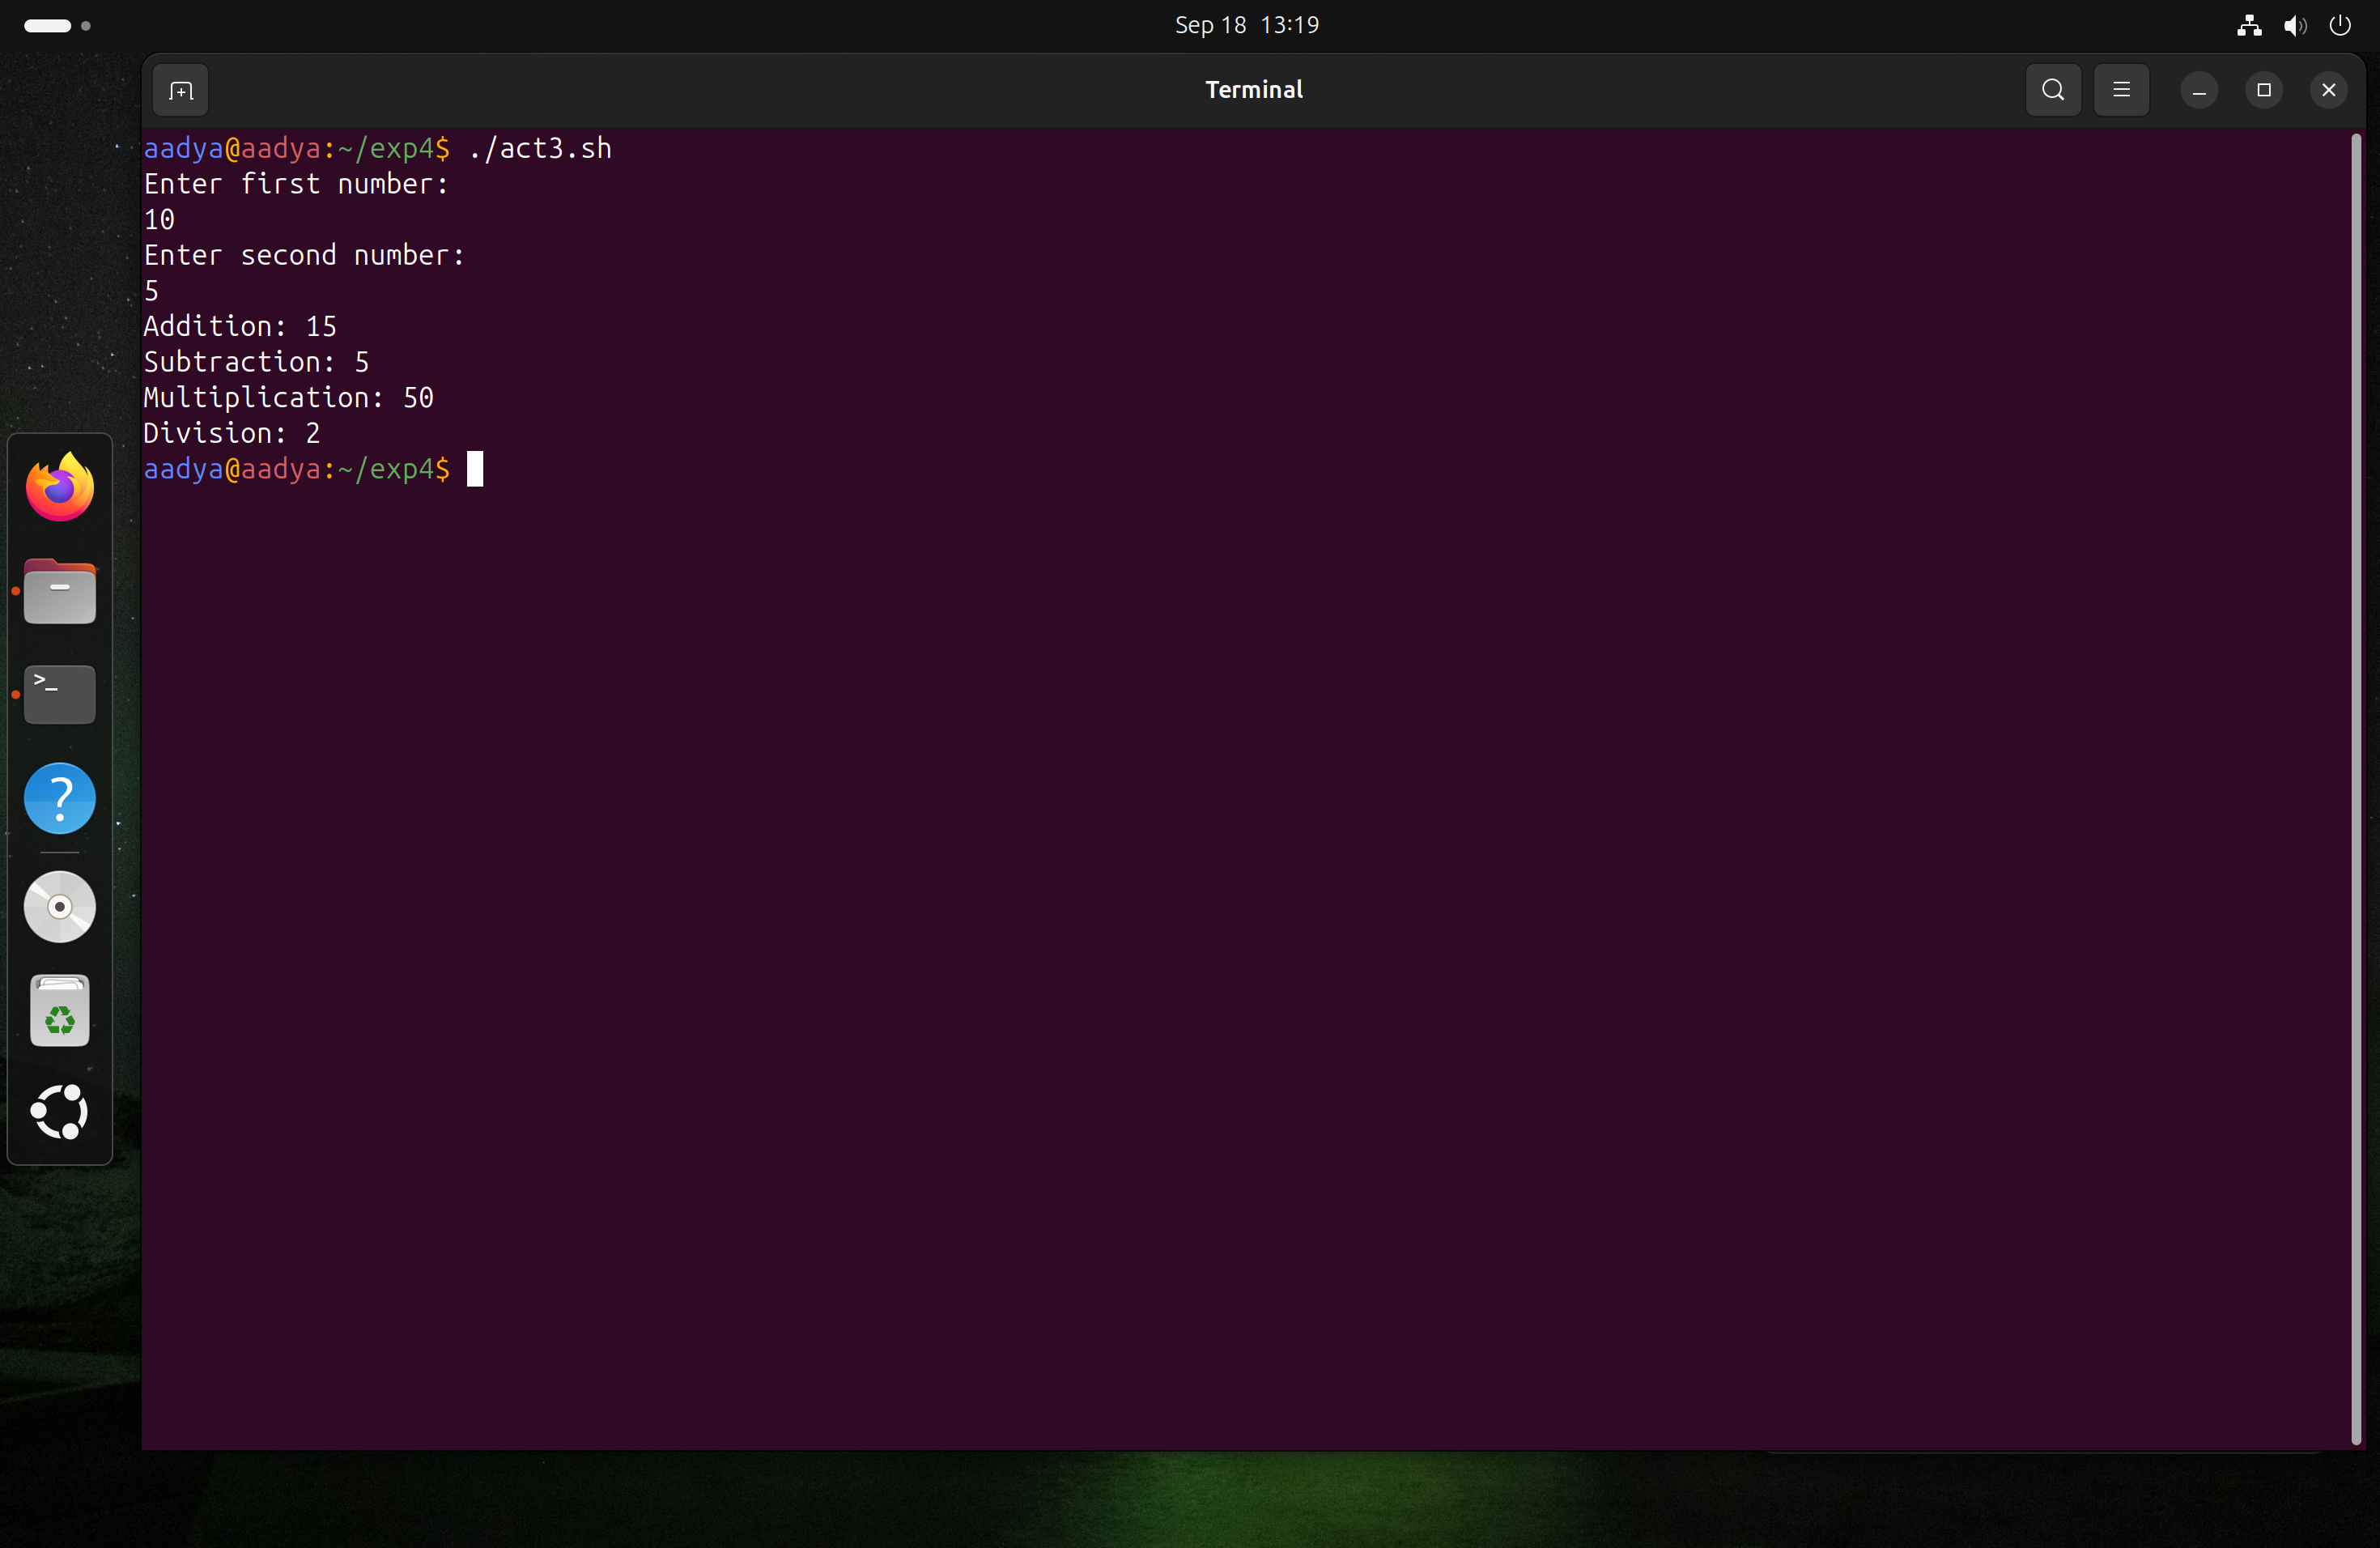 Sep 18 13:19
Terminal
aadya@aadya:~/exp4$ ./act3.sh
Enter first number:
10
Enter second number:
5
Addition: 15
Subtraction: 5
Multiplication: 50
Division: 2
aadya@aadya:~/exp4$
>_
?